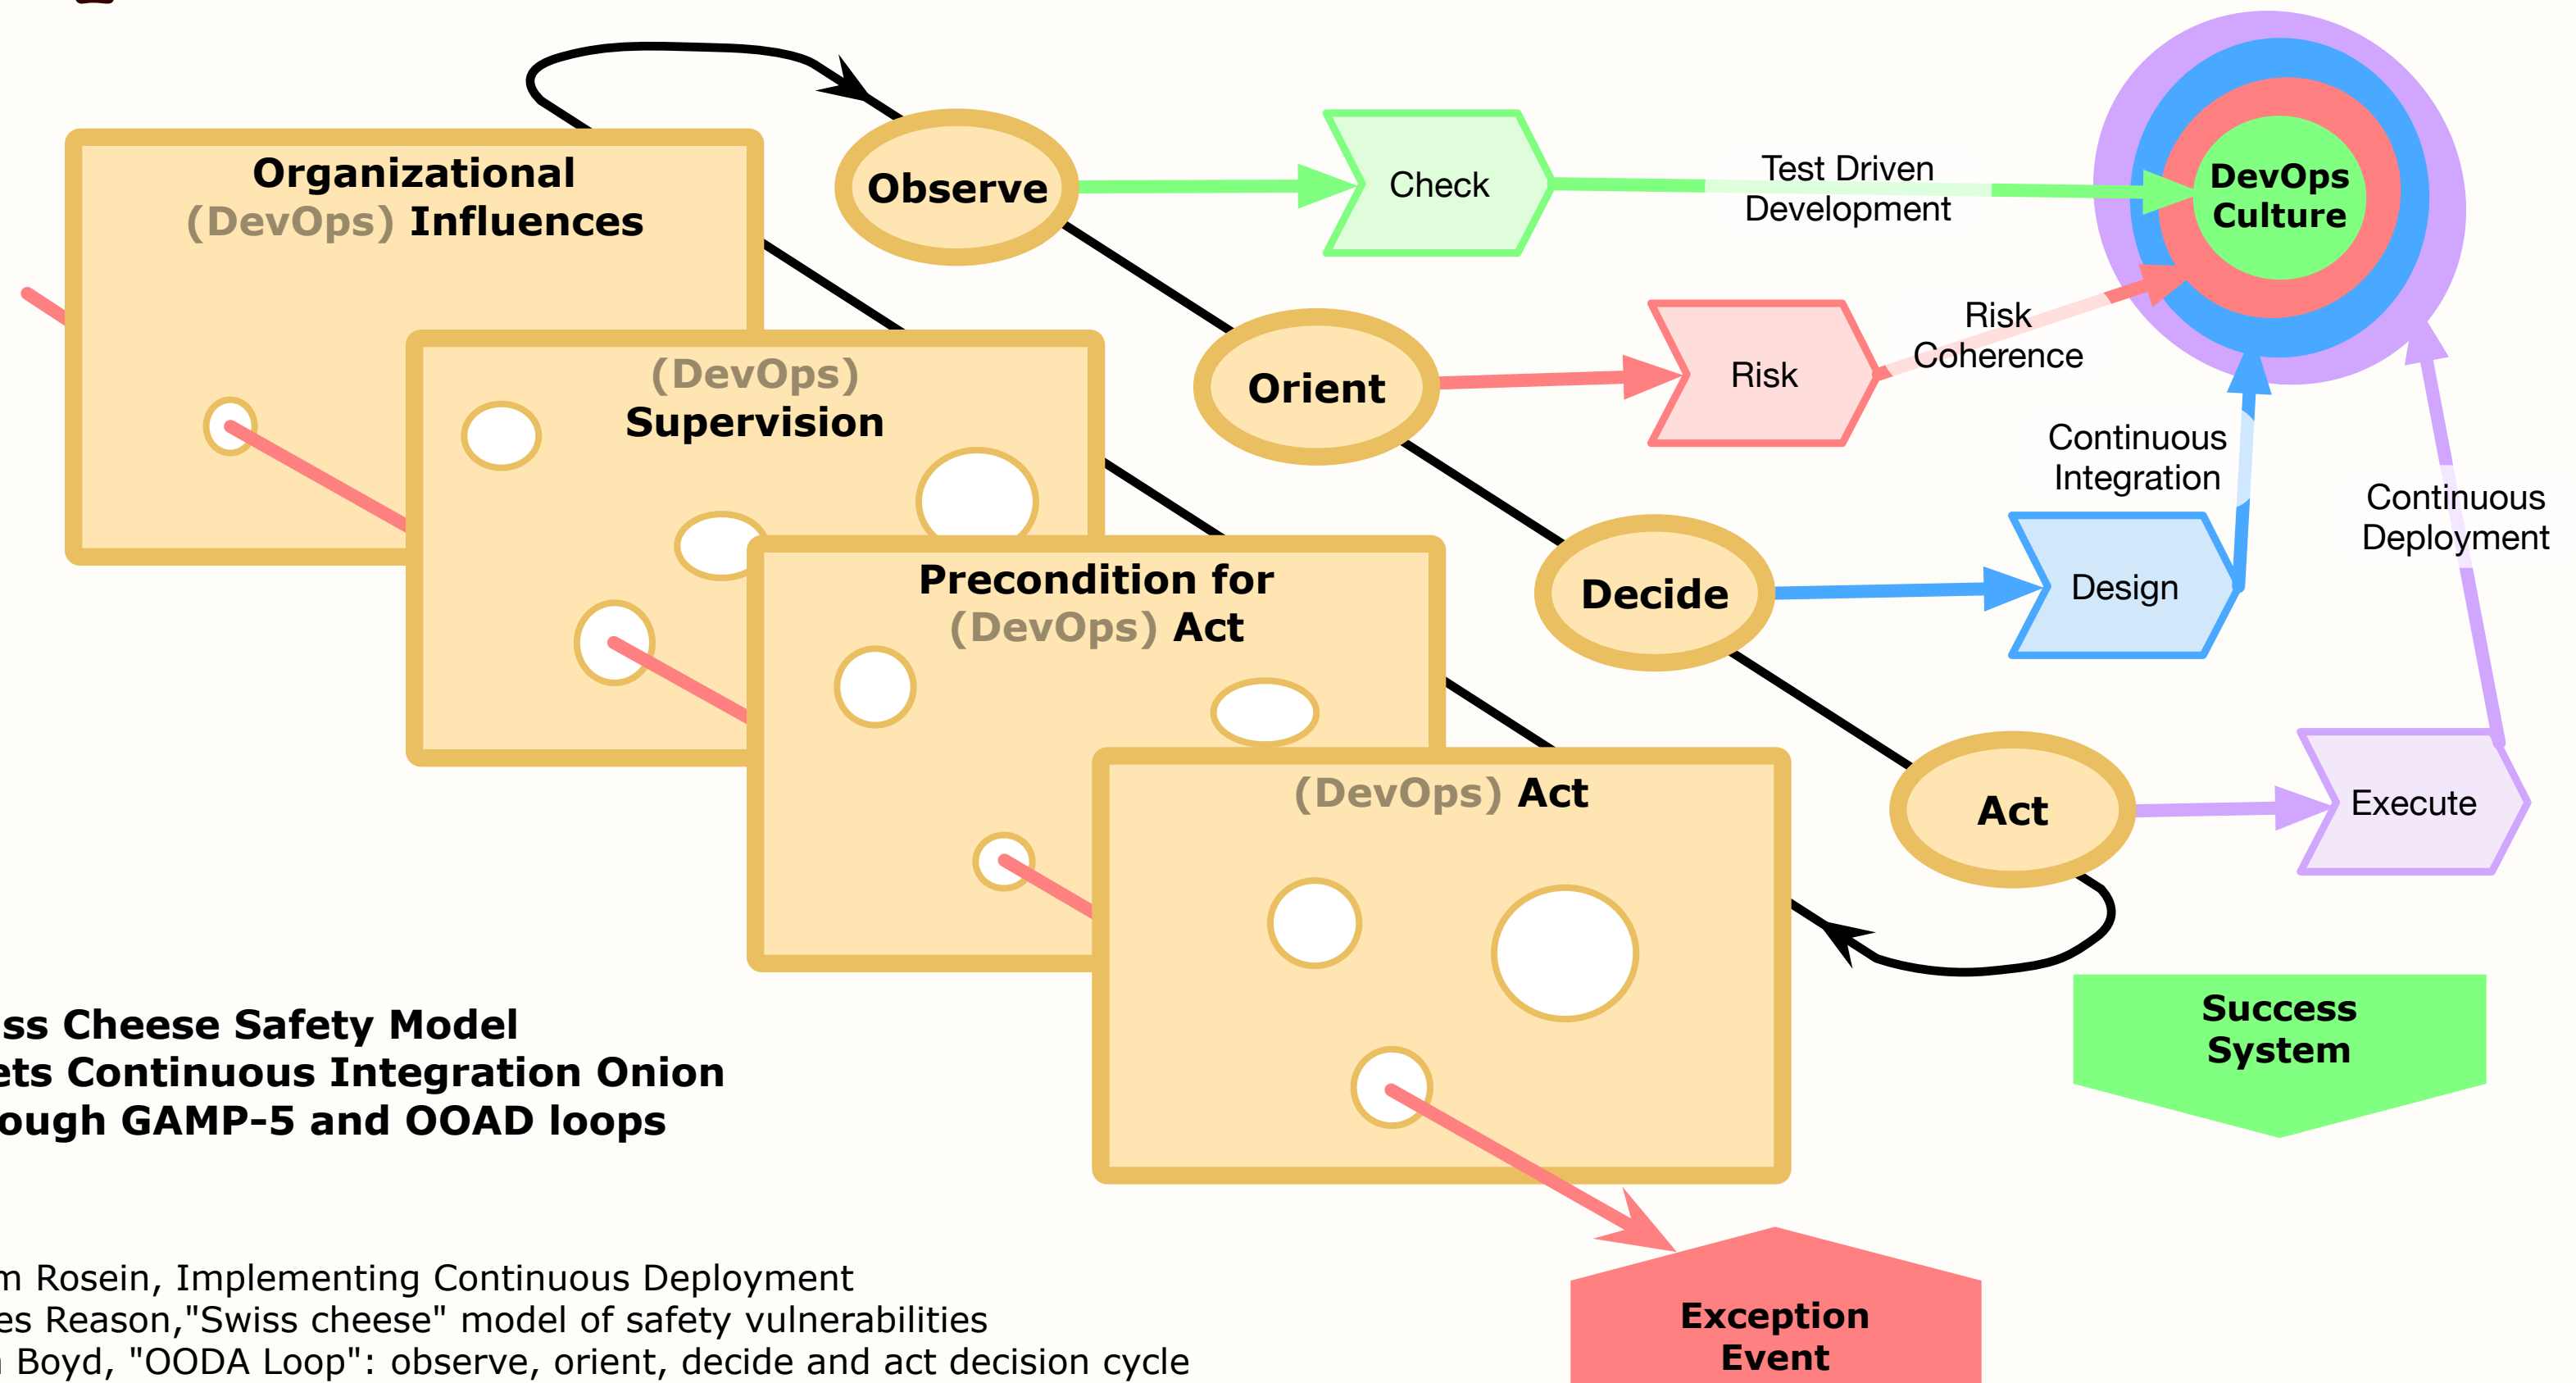 Organizational
(DevOps) Influences
(DevOps)
Supervision
Precondition for
(DevOps) Act
(DevOps) Act
Observe
Orient
Decide
Act
Check
Risk
Design
Execute
Test Driven
Development
Risk
Coherence
Continuous
Integration
Continuous
Deployment
DevOps
Culture
Success
System
Exception
Event
ss Cheese Safety Model
ets Continuous Integration Onion
ough GAMP-5 and OOAD loops
m Rosein, Implementing Continuous Deployment
es Reason,"Swiss cheese" model of safety vulnerabilities
Boyd, "OODA Loop": observe, orient, decide and act decision cycle